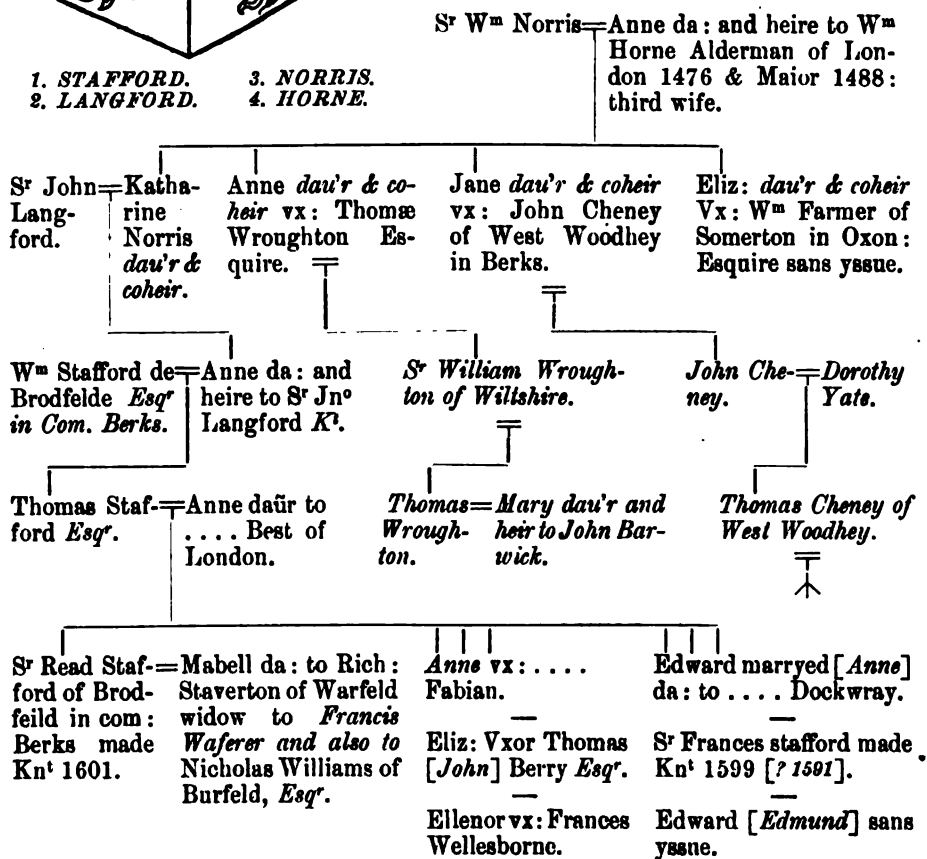 1. STAFFORD.
2. LANGFORD.
3. NORRIS.
4. HORNE.
Sʳ Wᵐ Norris=Anne da: and heire to Wᵐ
Horne Alderman of Lon-
don 1476 & Maior 1488:
third wife.
Sʳ John=Katha-
Lang-
ford.
rine
Norris
dau'r &
coheir.
Anne dau'r & co-
heir vx: Thomæ
Wroughton Es-
quire.
Jane dau'r & coheir
vx: John Cheney
of West Woodhey
in Berks.
Eliz: dau'r & coheir
Vx: Wᵐ Farmer of
Somerton in Oxon:
Esquire sans yssue.
Wᵐ Stafford de=Anne da: and
Brodfelde Esqʳ
in Com. Berks.
heire to Sʳ Jnᵒ
Langford Kᵗ.
Sʳ William Wrough-
ton of Wiltshire.
John Che-=Dorothy
ney.
Yate.
Thomas Staf-=Anne daūr to
ford Esqʳ.
.... Best of
London.
Thomas=Mary dau'r and
Wrough-
ton.
heir to John Bar-
wick.
Thomas Cheney of
West Woodhey.
Sʳ Read Staf-=Mabell da: to Rich:
ford of Brod-
feild in com:
Berks made
Knᵗ 1601.
Staverton of Warfeld
widow to Francis
Waferer and also to
Nicholas Williams of
Burfeld, Esqʳ.
Anne vx: ....
Fabian.
Eliz: Vxor Thomas
[John] Berry Esqʳ.
Ellenor vx: Frances
Wellesborne.
Edward marryed [Anne]
da: to .... Dockwray.
Sʳ Frances stafford made
Knᵗ 1599 [? 1591].
Edward [Edmund] sans
yssue.